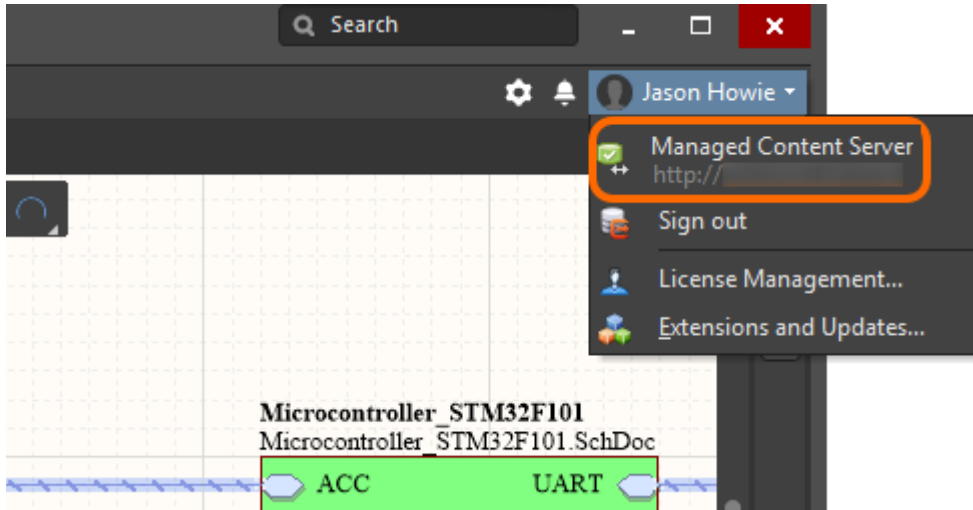 Search
Jason Howie
Managed Content Server
http://
Sign out
License Management...
Extensions and Updates...
Microcontroller_STM32F101
Microcontroller_STM32F101.SchDoc
ACC UART